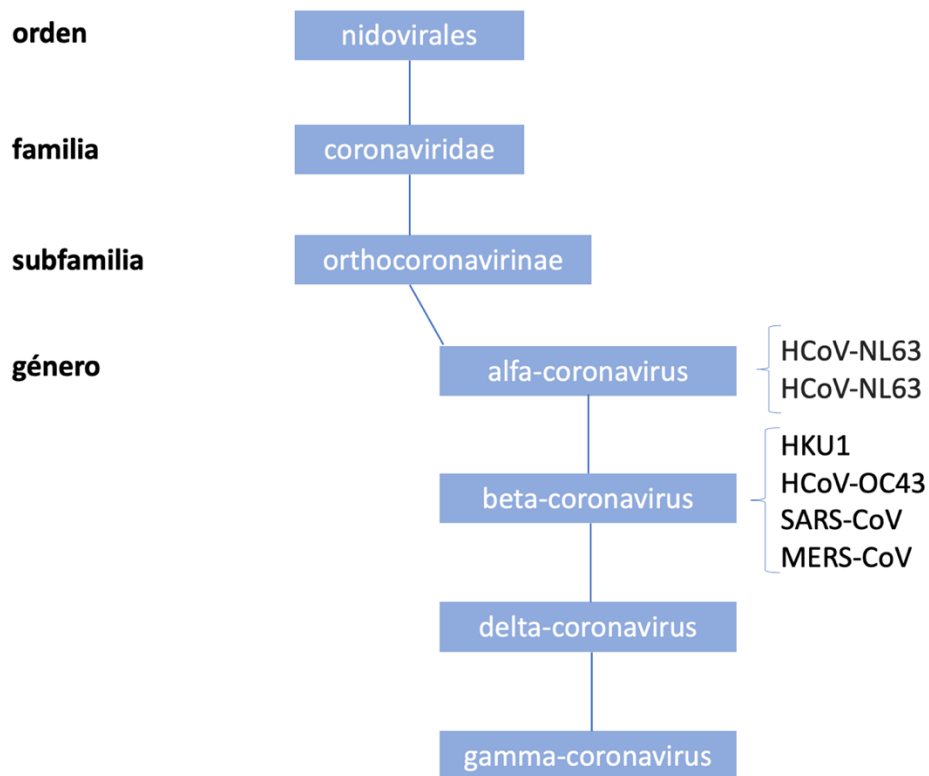 orden
nidovirales
familia
coronaviridae
subfamilia
orthocoronavirinae
género
alfa-coronavirus
HCoV-NL63
HCoV-NL63
beta-coronavirus
HKU1
HCoV-OC43
SARS-CoV
MERS-CoV
delta-coronavirus
gamma-coronavirus